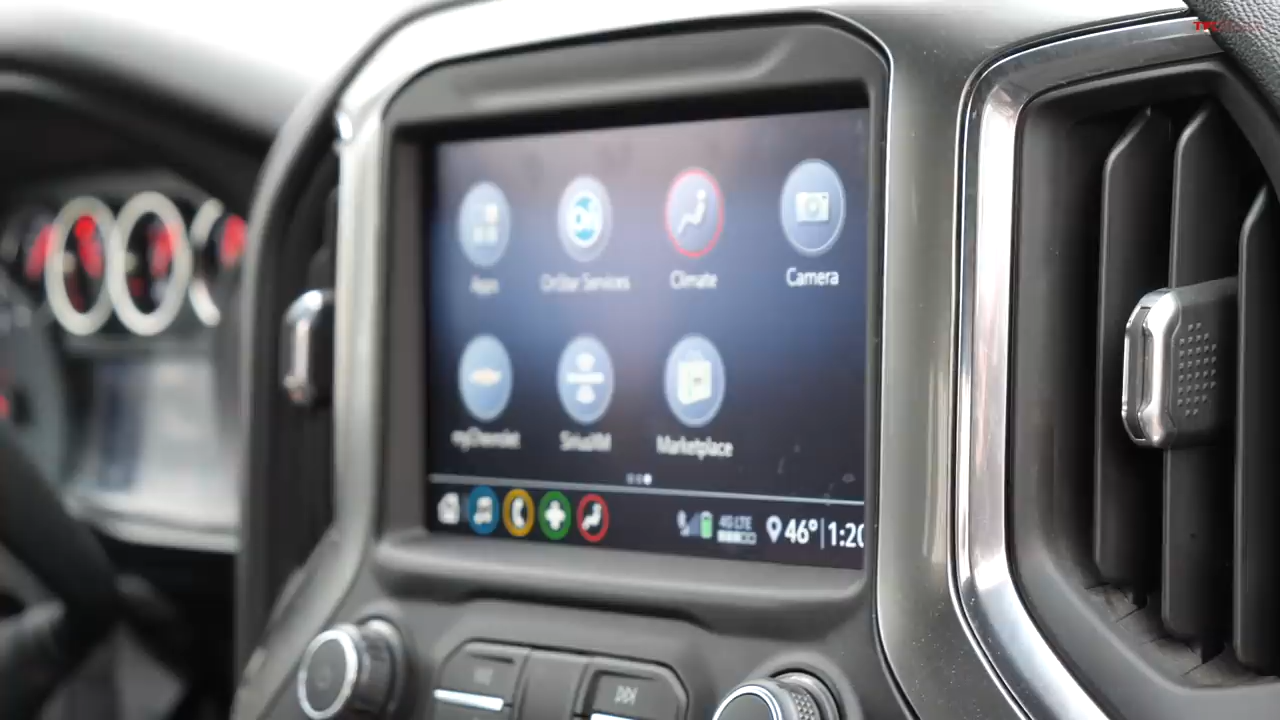 Apps
OnStar Services
Climate
Camera
myChevrolet
SiriusXM
Marketplace
4G LTE
46° 1:20